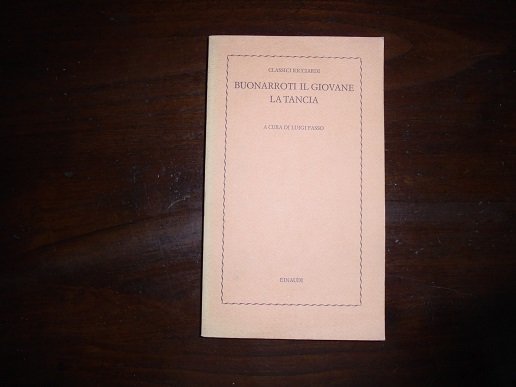 CLASSICI RICCIARDI
BUONARROTI IL GIOVANE
LA TANCIA
A CURA DI LUIGI FASSO
EINAUDI